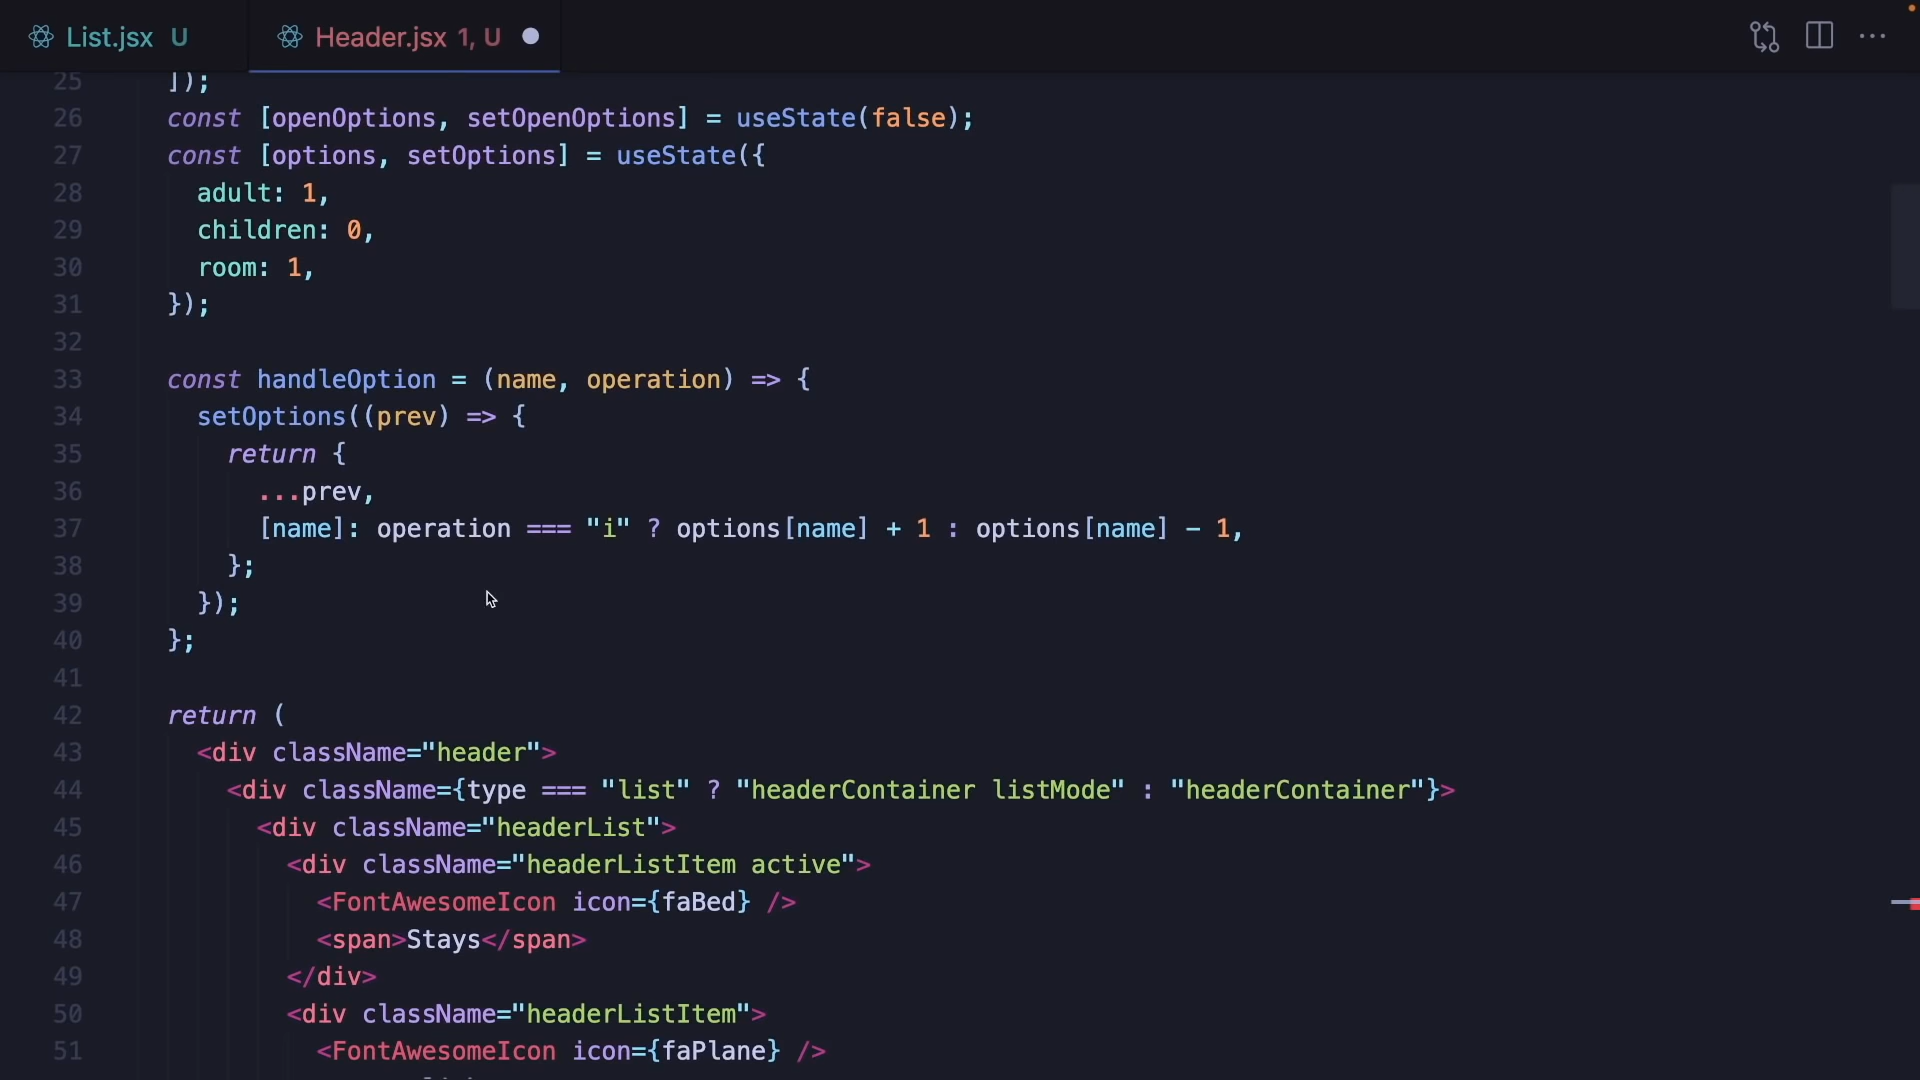 List.jsx U
Header.jsx 1, U
25 ]);
26 const [openOptions, setOpenOptions] = useState(false);
27 const [options, setOptions] = useState({
28 adult: 1,
29 children: 0,
30 room: 1,
31 });
32
33 const handleOption = (name, operation) => {
34 setOptions((prev) => {
35 return {
36 ...prev,
37 [name]: operation === "i" ? options[name] + 1 : options[name] - 1,
38 };
39 });
40 };
41
42 return (
43 <div className="header">
44 <div className={type === "list" ? "headerContainer listMode" : "headerContainer"}>
45 <div className="headerList">
46 <div className="headerListItem active">
47 <FontAwesomeIcon icon={faBed} />
48 <span>Stays</span>
49 </div>
50 <div className="headerListItem">
51 <FontAwesomeIcon icon={faPlane} />